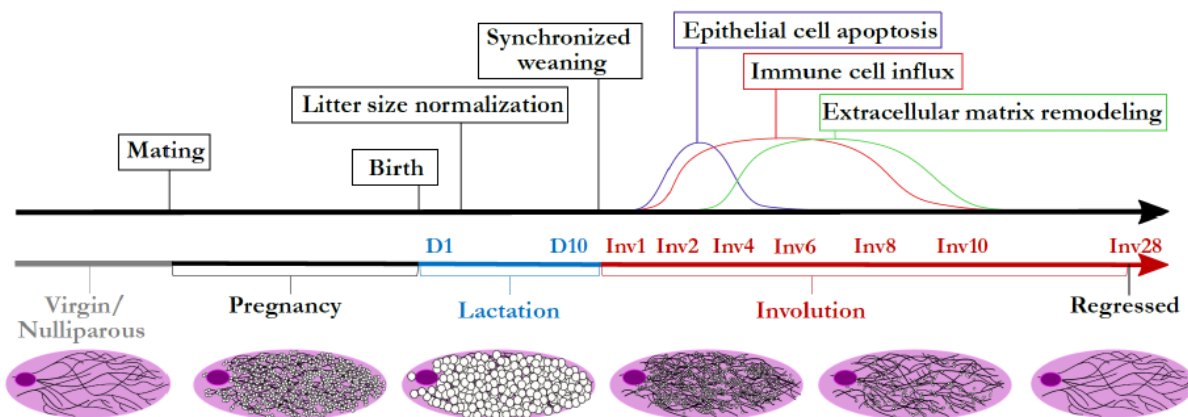 Epithelial cell apoptosis
Synchronized
weaning
Immune cell influx
Litter size normalization
Extracellular matrix remodeling
Mating
Birth
D1 D10 Inv1 Inv2 Inv4 Inv6 Inv8 Inv10 Inv28
Virgin/
Nulliparous
Pregnancy
Lactation
Involution
Regressed